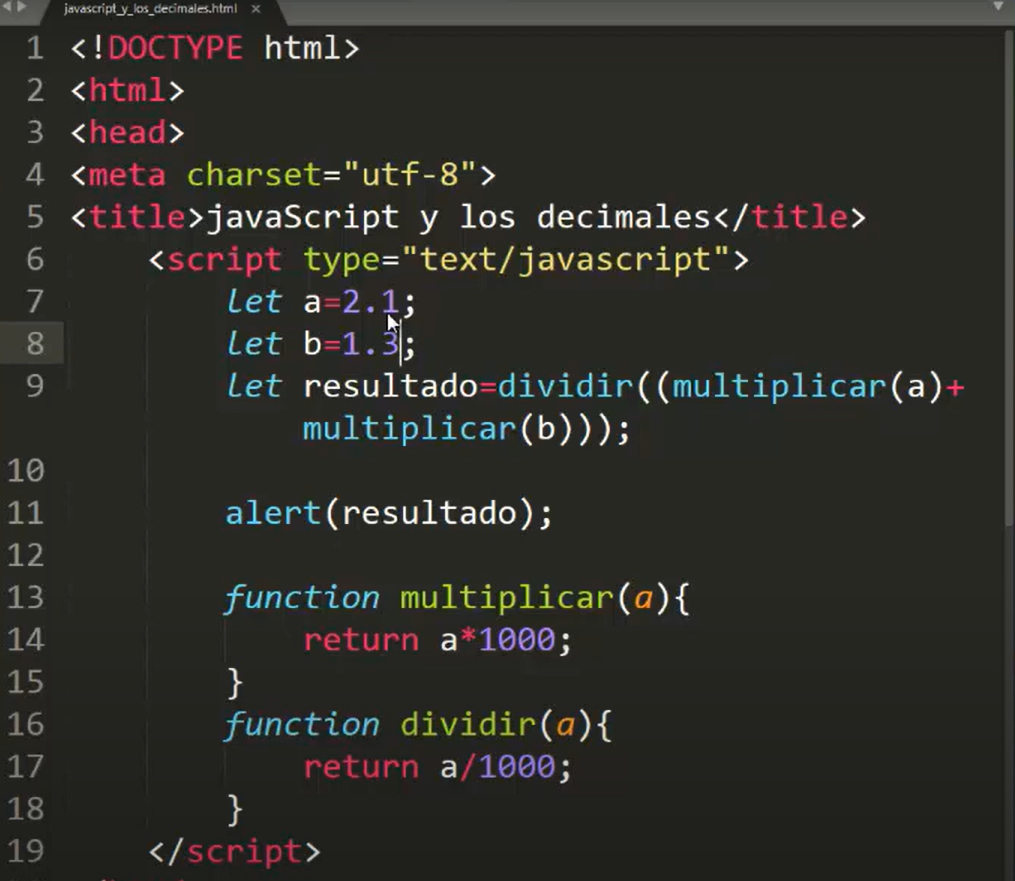 javascript_y_los_decimales.html ×
1 <!DOCTYPE html>
2 <html>
3 <head>
4 <meta charset="utf-8">
5 <title>javaScript y los decimales</title>
6 <script type="text/javascript">
7 let a=2.1;
8 let b=1.3;
9 let resultado=dividir((multiplicar(a)+
multiplicar(b)));
10
11 alert(resultado);
12
13 function multiplicar(a){
14 return a*1000;
15 }
16 function dividir(a){
17 return a/1000;
18 }
19 </script>